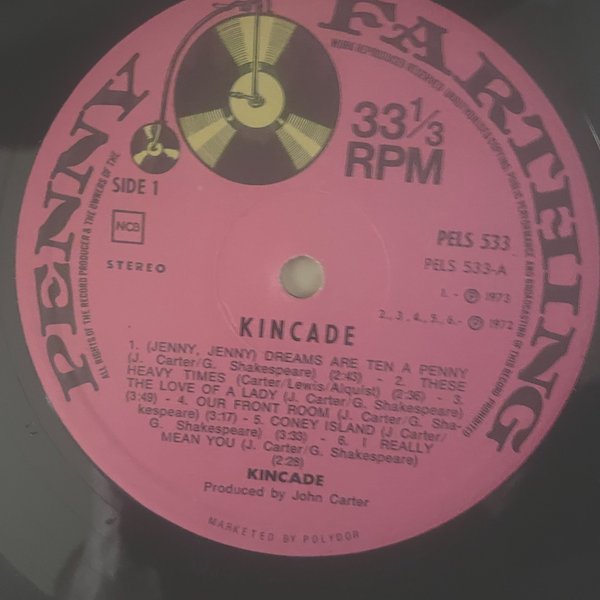 PENNY FARTHING
ALL RIGHTS OF THE RECORD PRODUCER & THE OWNERS OF THE
WORK REPRODUCED RESERVED UNAUTHORISED COPYING PUBLIC PERFORMANCE AND BROADCASTING OF THIS RECORD PROHIBITED
33 1/3
RPM
SIDE 1
NCB
STEREO
PELS 533
PELS 533-A
1.- Ⓟ 1973
2., 3., 4., 5., 6.- Ⓟ 1972
KINCADE
1. (JENNY, JENNY) DREAMS ARE TEN A PENNY
(J. Carter/G. Shakespeare) (2:43) - 2. THESE
HEAVY TIMES (Carter/Lewis/Alquist) (2:36) - 3.
THE LOVE OF A LADY (J. Carter/G. Shakespeare)
(3:49) - 4. OUR FRONT ROOM (J. Carter/G. Sha-
kespeare) (3:17) - 5. CONEY ISLAND (J. Carter/
G. Shakespeare) (3:33) - 6. I REALLY
MEAN YOU (J. Carter/G. Shakespeare)
(2:28)
KINCADE
Produced by John Carter
MARKETED BY POLYDOR